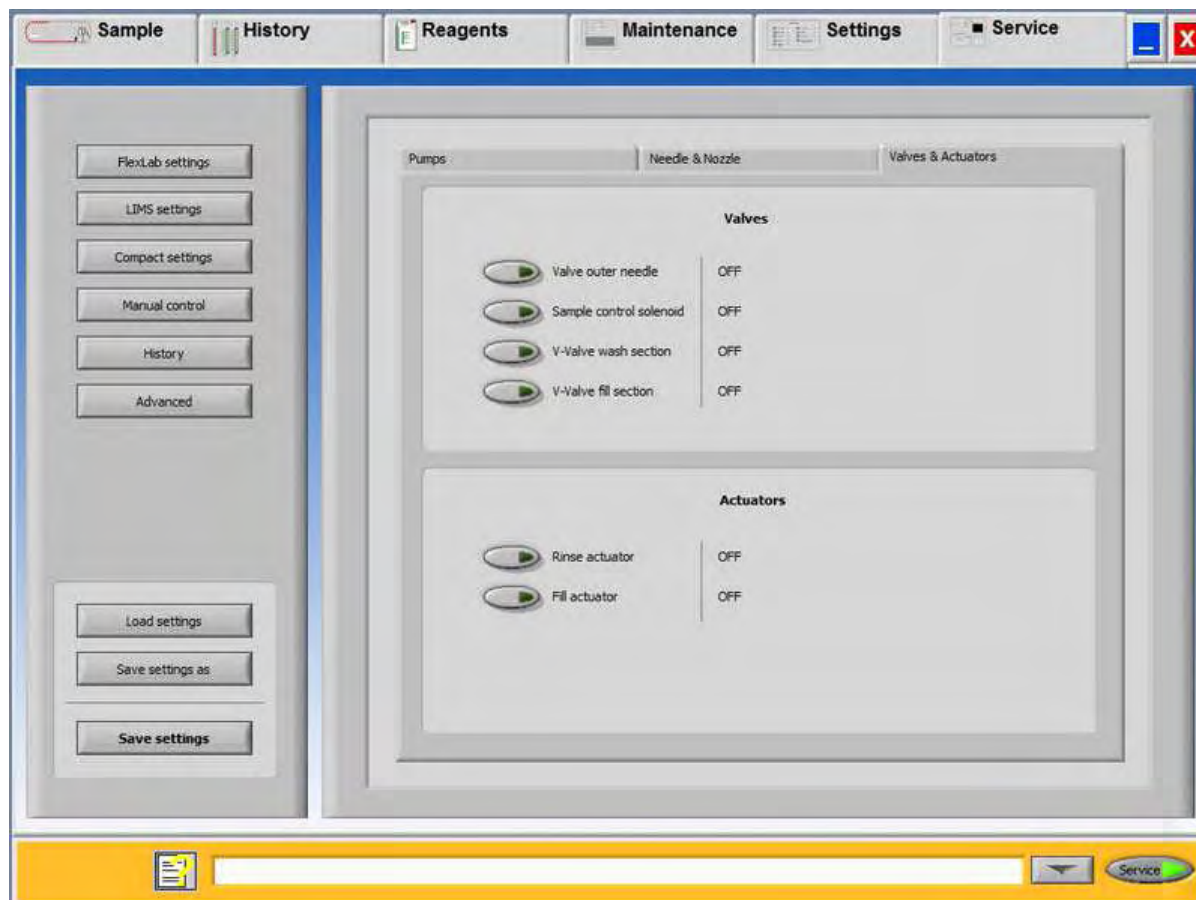 Sample History Reagents Maintenance Settings Service
FlexLab settings
LIMS settings
Compact settings
Manual control
History
Advanced
Load settings
Save settings as
Save settings
Pumps Needle & Nozzle Valves & Actuators
Valves
Valve outer needle OFF
Sample control solenoid OFF
V-Valve wash section OFF
V-Valve fill section OFF
Actuators
Rinse actuator OFF
Fill actuator OFF
Service